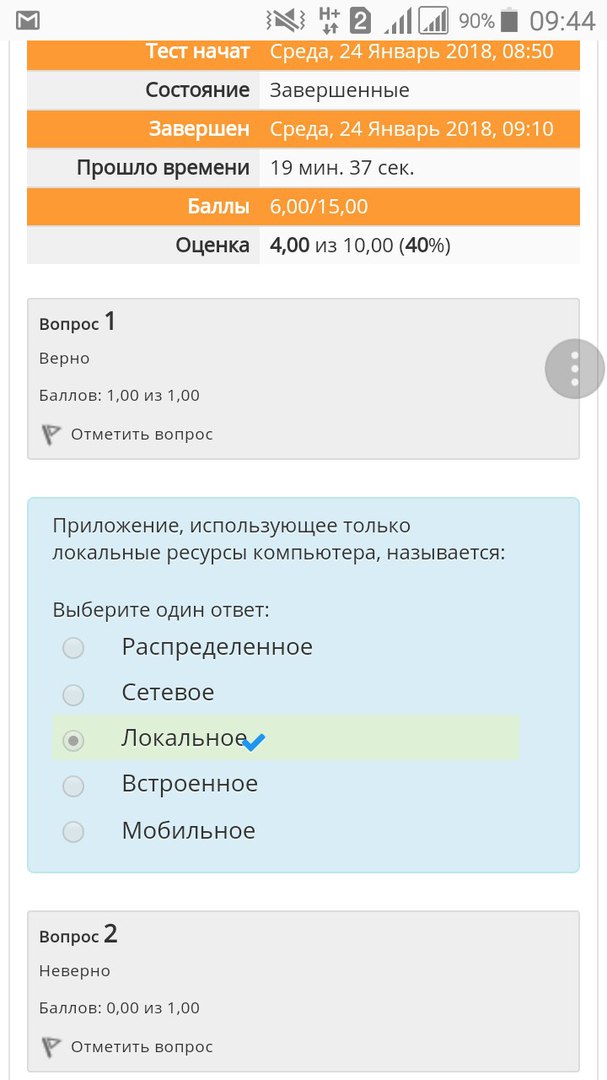 H+ 2 90% 09:44
Тест начат Среда, 24 Январь 2018, 08:50
Состояние Завершенные
Завершен Среда, 24 Январь 2018, 09:10
Прошло времени 19 мин. 37 сек.
Баллы 6,00/15,00
Оценка 4,00 из 10,00 (40%)
Вопрос 1
Верно
Баллов: 1,00 из 1,00
Отметить вопрос
Приложение, использующее только
локальные ресурсы компьютера, называется:
Выберите один ответ:
Распределенное
Сетевое
Локальное
Встроенное
Мобильное
Вопрос 2
Неверно
Баллов: 0,00 из 1,00
Отметить вопрос